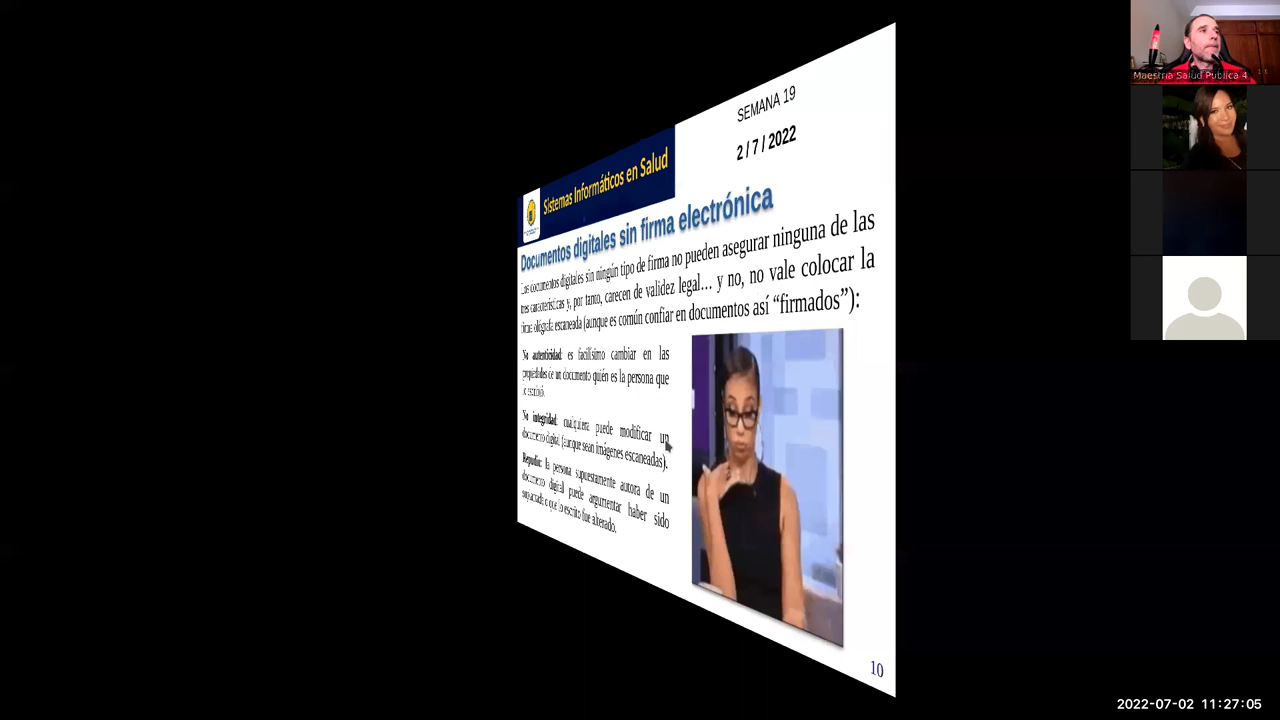 SEMANA 19
2 / 7 / 2022
Sistemas Informáticos en Salud
Documentos digitales sin firma electrónica
Los documentos digitales sin ningún tipo de firma no pueden asegurar ninguna de las
tres características y, por tanto, carecen de validez legal… y no, no vale colocar la
firma ológrafa escaneada (aunque es común confiar en documentos así “firmados”):
No autenticidad: es facilísimo cambiar en las
propiedades de un documento quién es la persona que
lo escribió.
No integridad: cualquiera puede modificar un
documento digital (aunque sean imágenes escaneadas).
Repudio: la persona supuestamente autora de un
documento digital puede argumentar haber sido
suplantada o que lo escrito fue alterado.
10
Maestria Salud Publica 4
2022-07-02 11:27:05